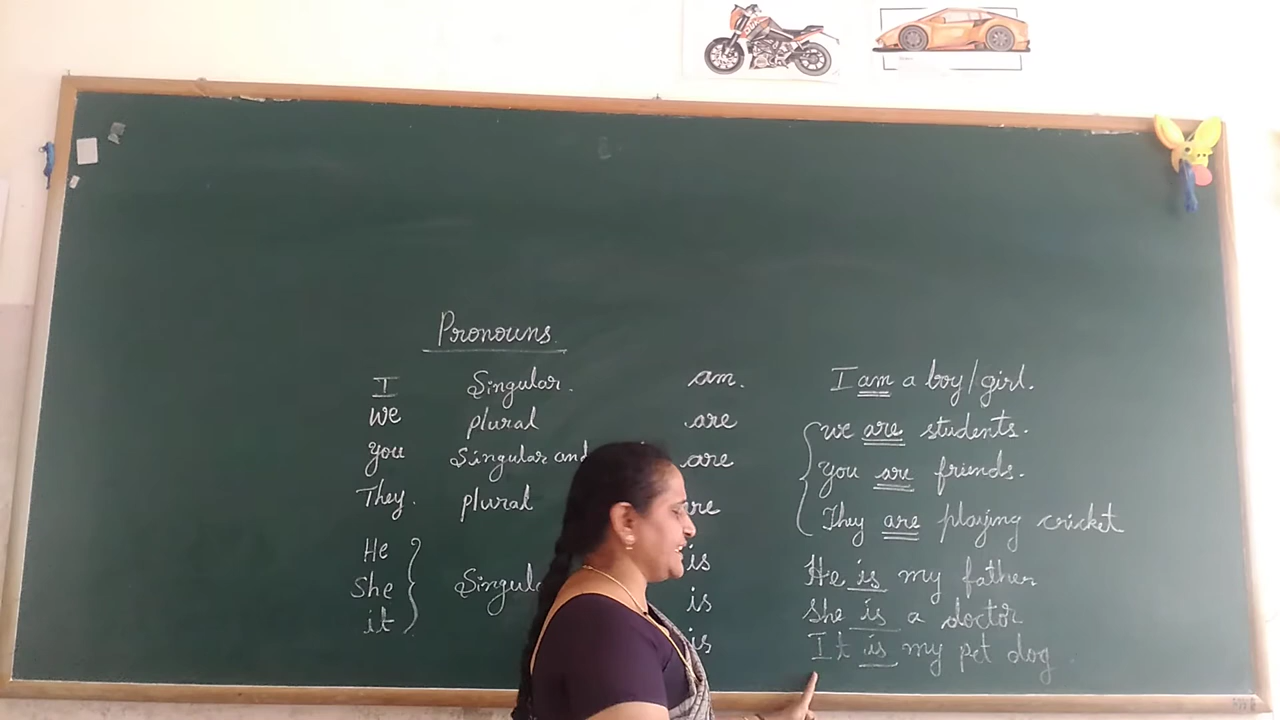 Pronouns.
I Singular. am. I am a boy/girl.
we plural are we are students.
you Singular and are you are friends.
They. plural They are playing cricket
He is He is my father
She is She is a doctor
it is It is my pet dog